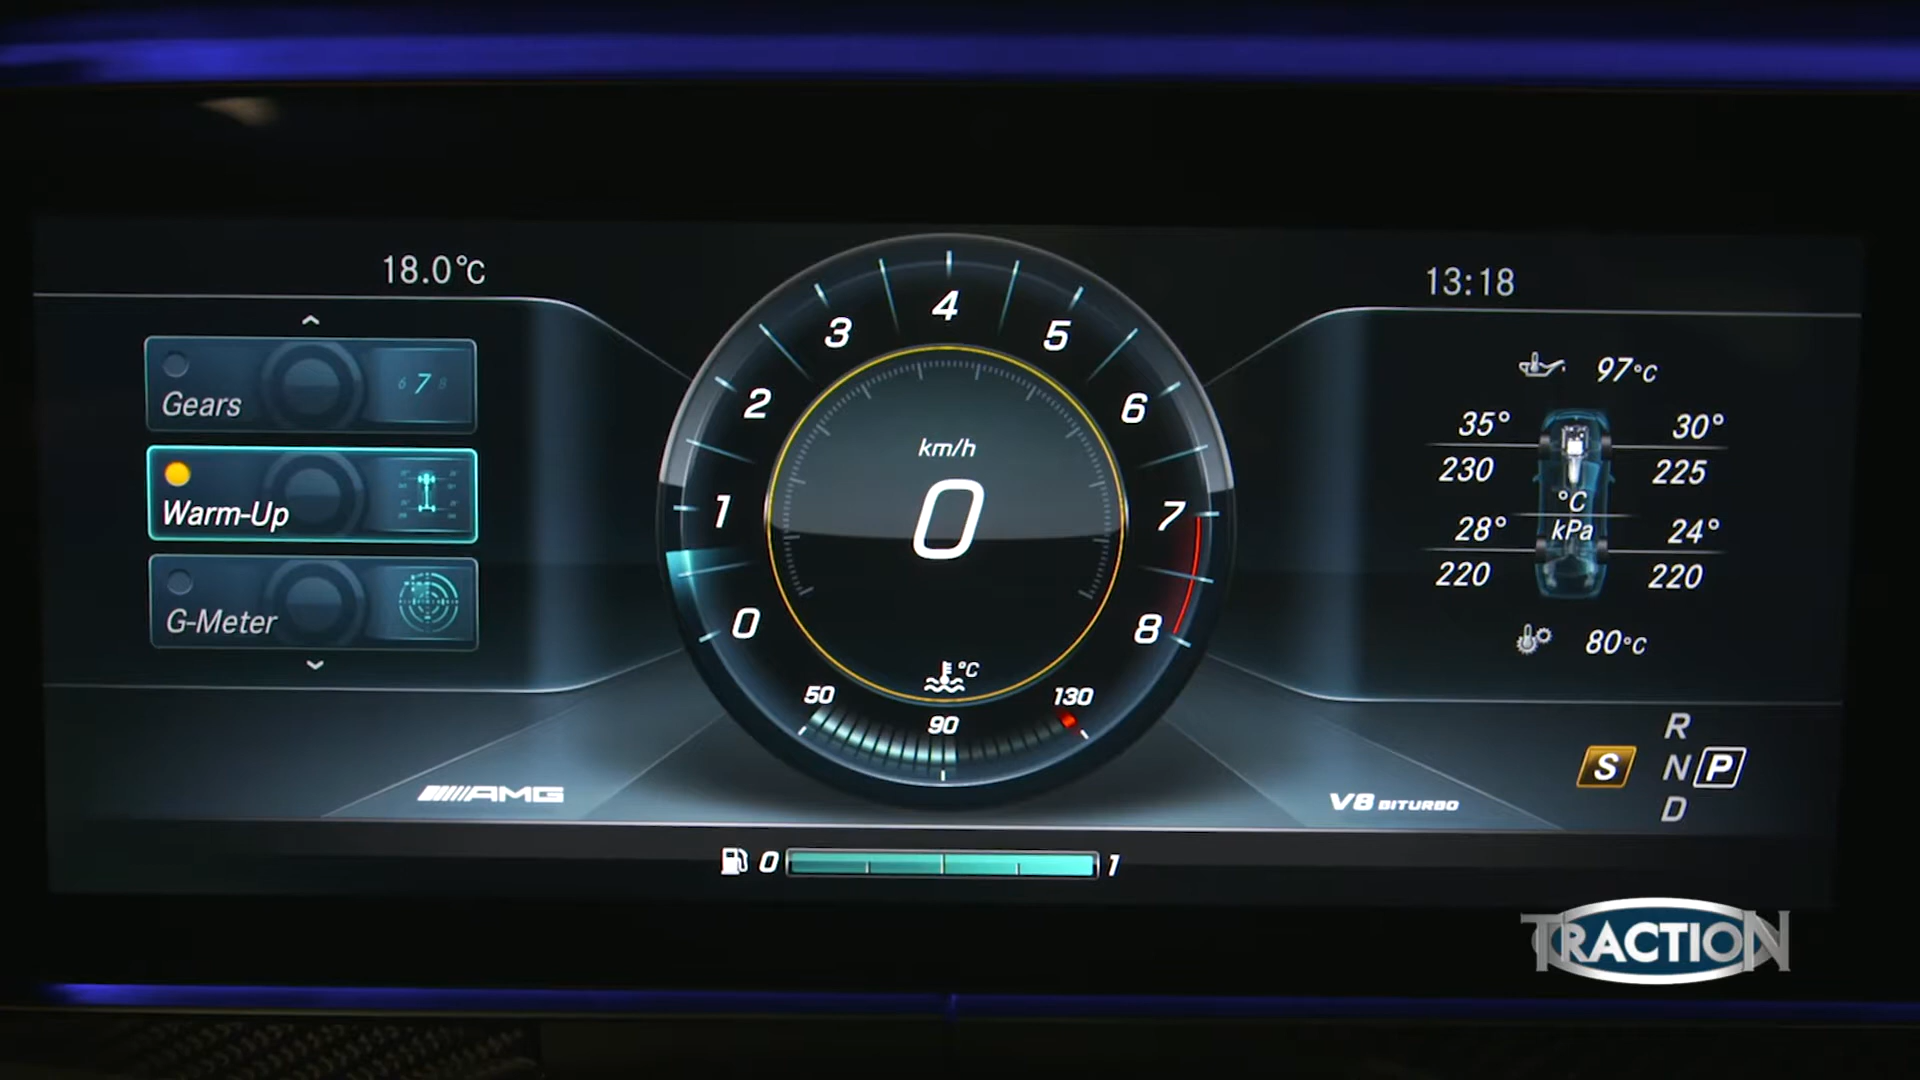 18.0°C
13:18
Gears
6 7 8
Warm-Up
G-Meter
0
1
2
3
4
5
6
7
8
km/h
0
°C
50
90
130
97°C
35° 30°
230 225
°C
28° kPa 24°
220 220
80°C
R
S N P
D
AMG
V8 BITURBO
0 1
TRACTION